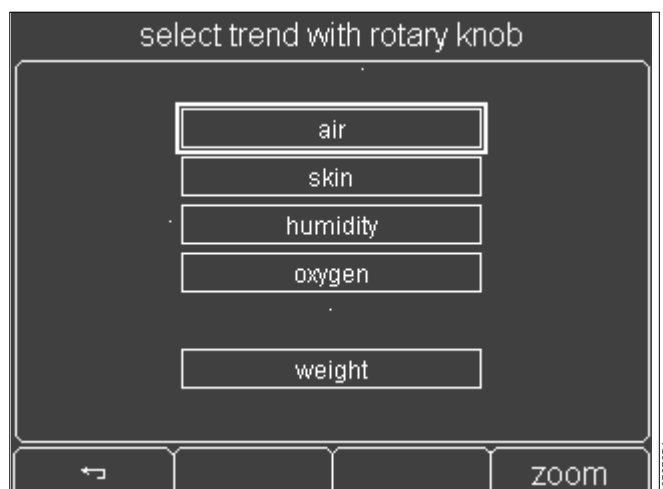 select trend with rotary knob
air
skin
humidity
oxygen
weight
zoom